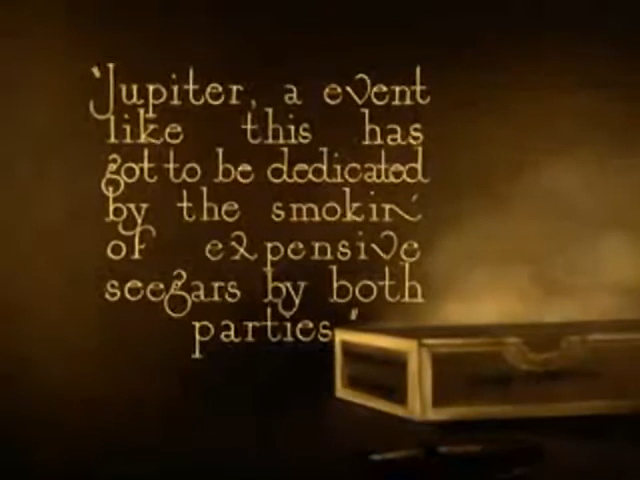 "Jupiter, a event
like this has
got to be dedicated
by the smokin'
of expensive
seegars by both
parties."